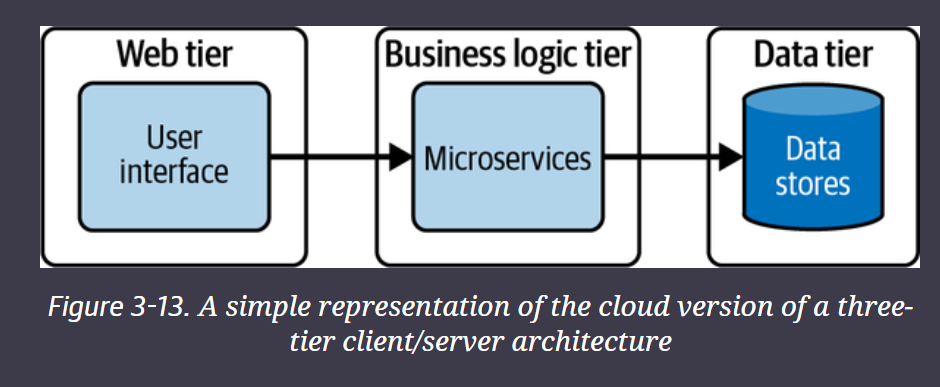 Web tier
Business logic tier
Data tier
User
interface
Microservices
Data
stores
Figure 3-13. A simple representation of the cloud version of a three-
tier client/server architecture